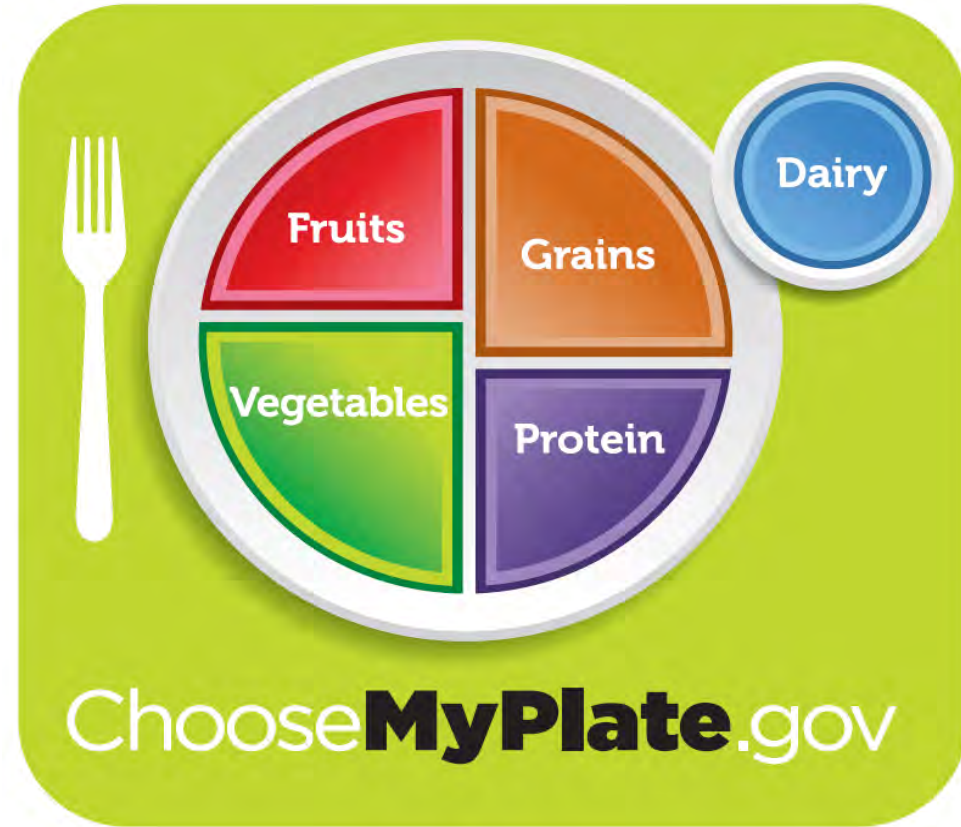 Fruits
Grains
Dairy
Vegetables
Protein
ChooseMyPlate.gov